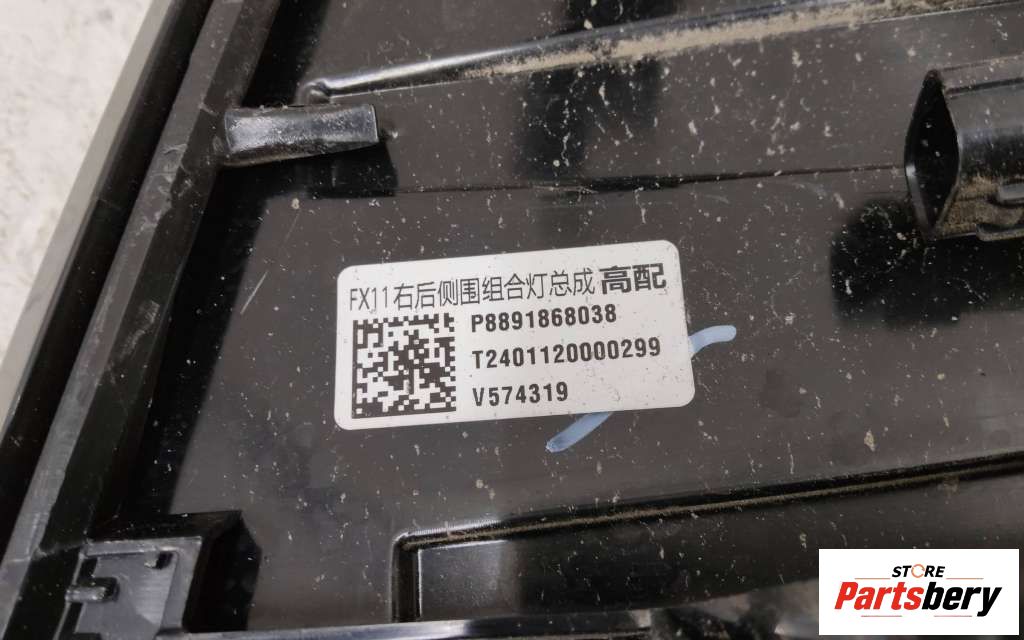 FX11右后侧围组合灯总成 高配
P8891868038
T2401120000299
V574319
STORE
Partsbery